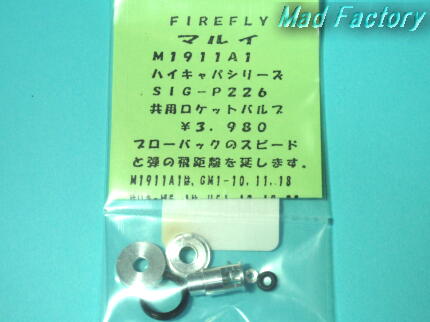 Mad Factory
FIREFLY
マルイ
M1911A1
ハイキャパシリーズ
SIG-P226
共用ロケットバルブ
¥3.980
ブローバックのスピード
と弾の飛距離を延します。
M1911A1は、GM1-10.11.18